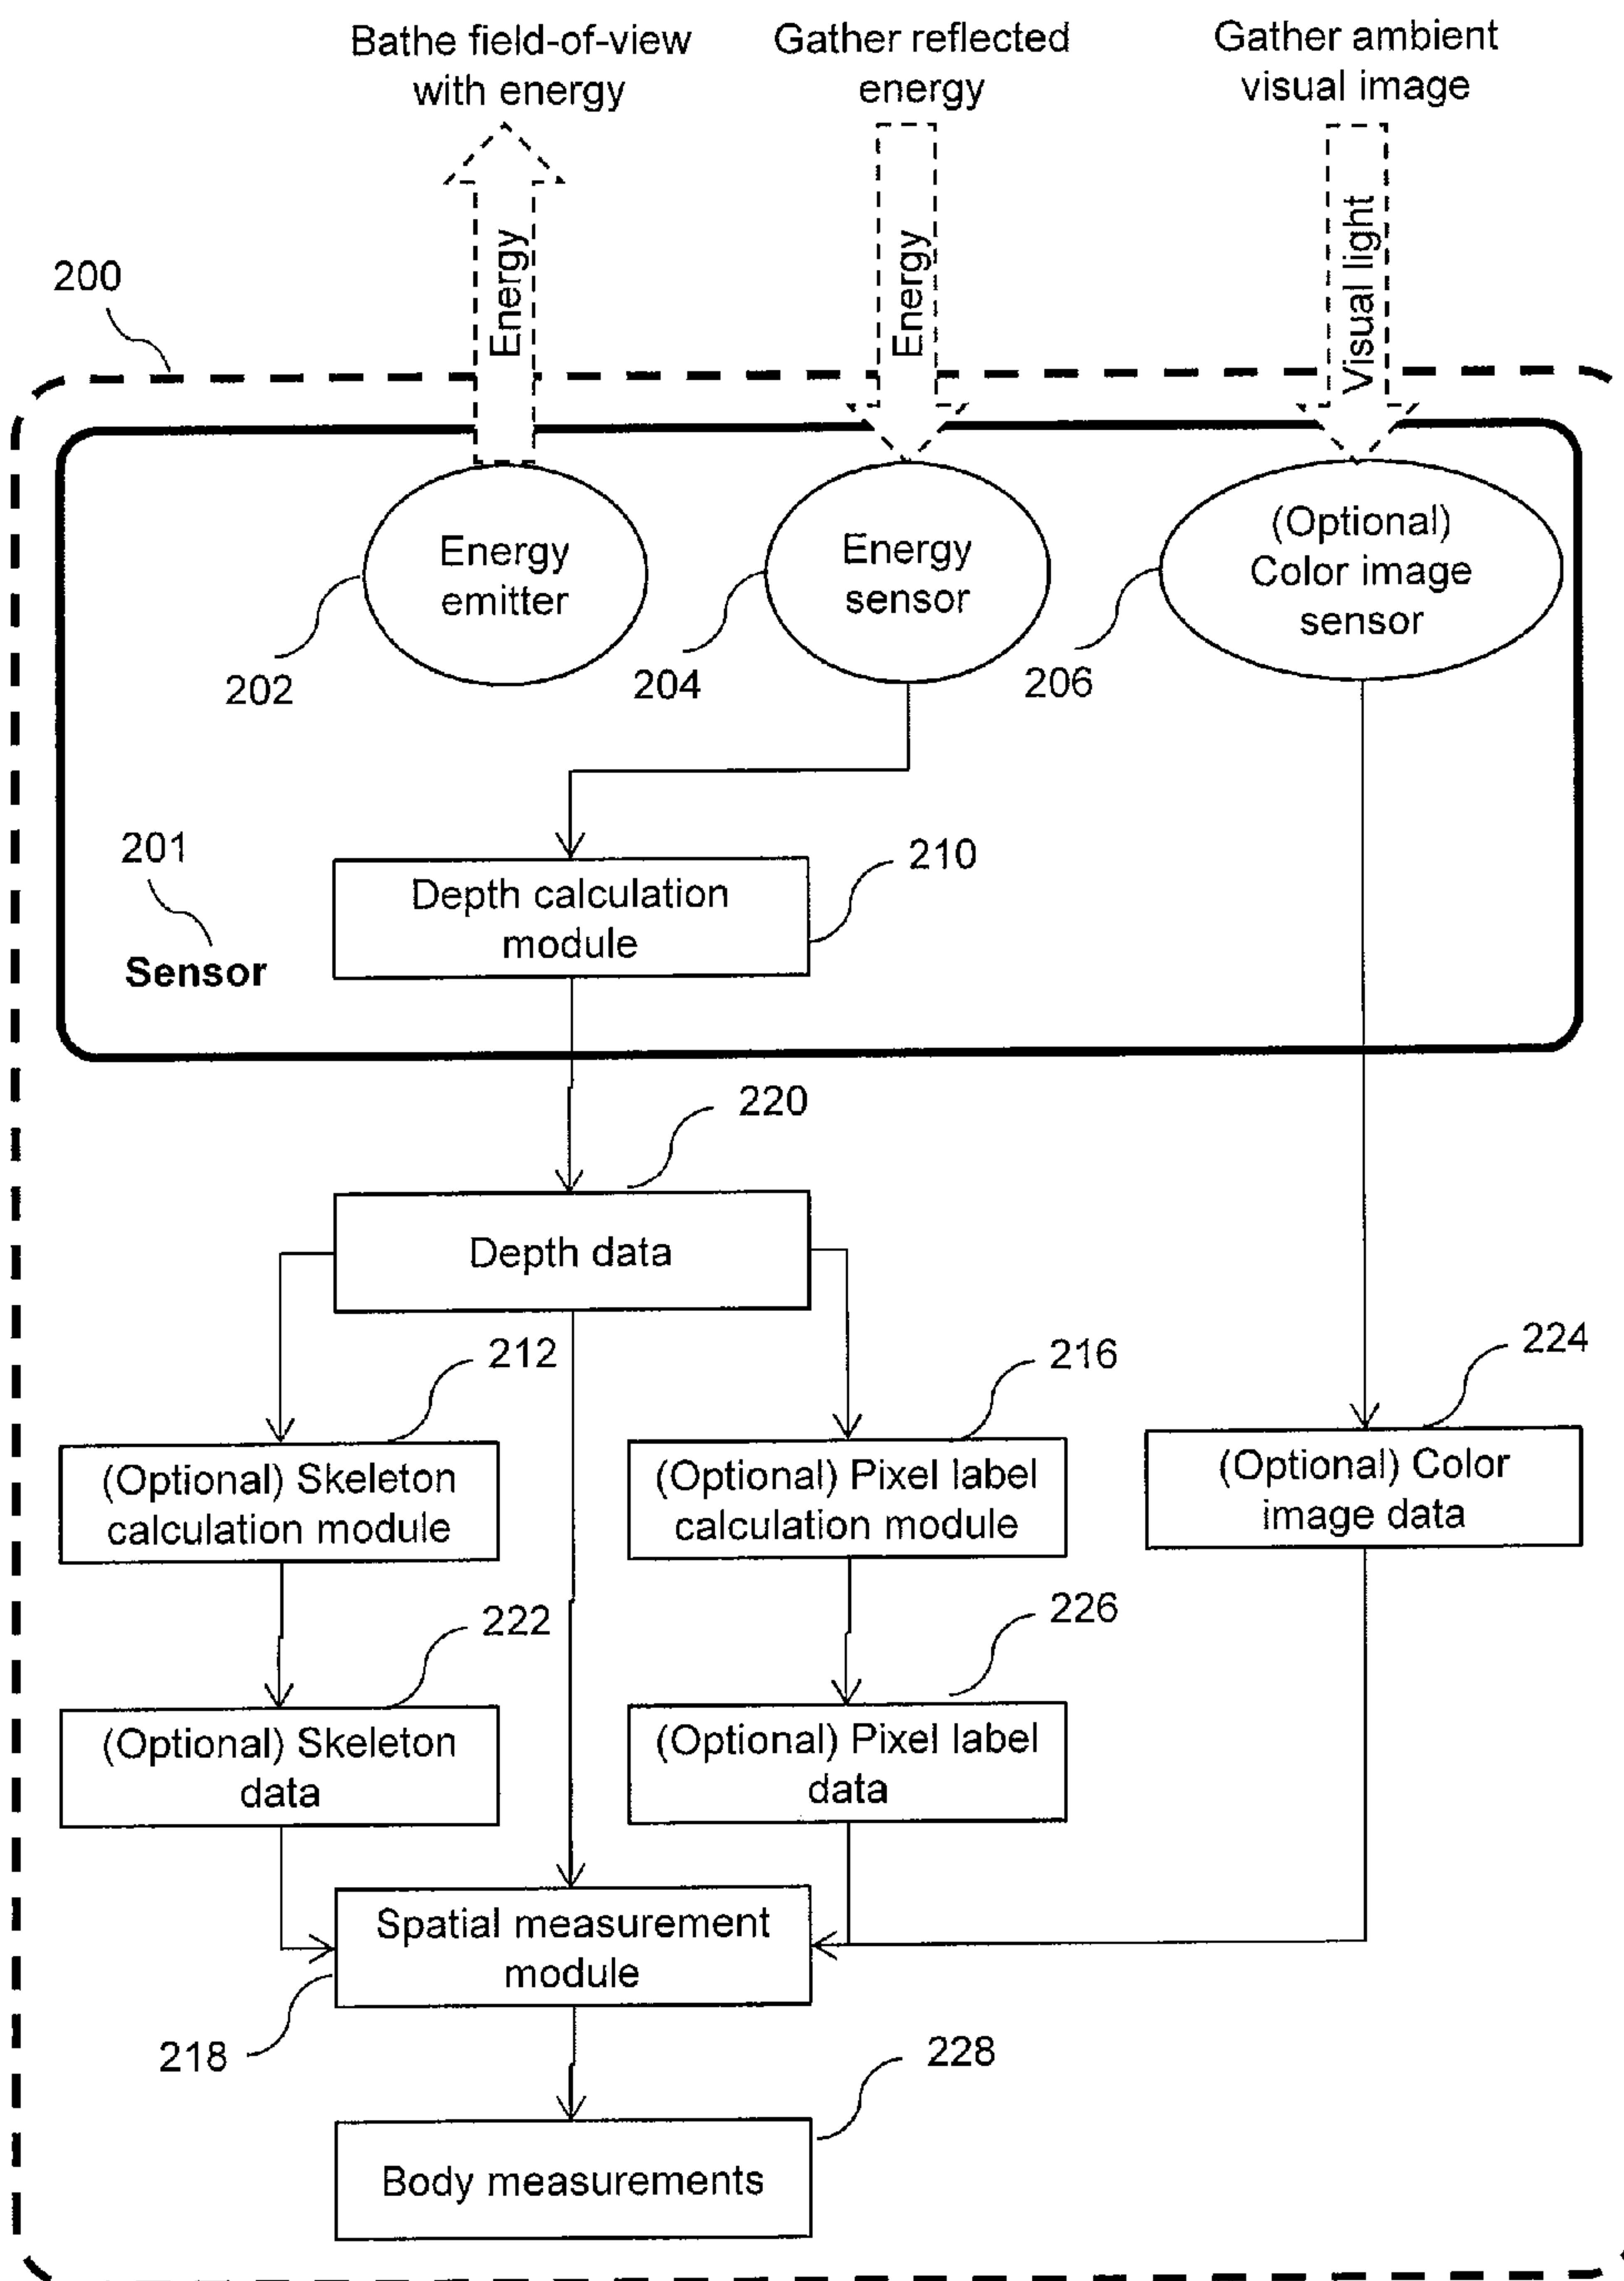 Bathe field-of-view
with energy
Gather reflected
energy
Gather ambient
visual image
Energy
Energy
Visual light
200
Energy
emitter
202
Energy
sensor
204
(Optional)
Color image
sensor
206
201
Sensor
Depth calculation
module
210
220
Depth data
212
216
224
(Optional) Skeleton
calculation module
(Optional) Pixel label
calculation module
(Optional) Color
image data
222
226
(Optional) Skeleton
data
(Optional) Pixel label
data
Spatial measurement
module
218
228
Body measurements